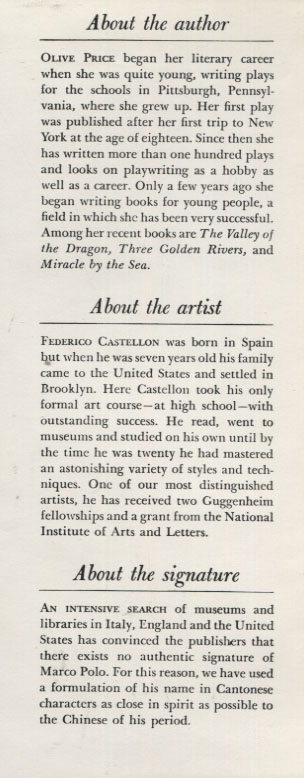 About the author
OLIVE PRICE began her literary career
when she was quite young, writing plays
for the schools in Pittsburgh, Pennsyl-
vania, where she grew up. Her first play
was published after her first trip to New
York at the age of eighteen. Since then she
has written more than one hundred plays
and looks on playwriting as a hobby as
well as a career. Only a few years ago she
began writing books for young people, a
field in which she has been very successful.
Among her recent books are The Valley of
the Dragon, Three Golden Rivers, and
Miracle by the Sea.
About the artist
FEDERICO CASTELLON was born in Spain
but when he was seven years old his family
came to the United States and settled in
Brooklyn. Here Castellon took his only
formal art course—at high school—with
outstanding success. He read, went to
museums and studied on his own until by
the time he was twenty he had mastered
an astonishing variety of styles and tech-
niques. One of our most distinguished
artists, he has received two Guggenheim
fellowships and a grant from the National
Institute of Arts and Letters.
About the signature
AN INTENSIVE SEARCH of museums and
libraries in Italy, England and the United
States has convinced the publishers that
there exists no authentic signature of
Marco Polo. For this reason, we have used
a formulation of his name in Cantonese
characters as close in spirit as possible to
the Chinese of his period.